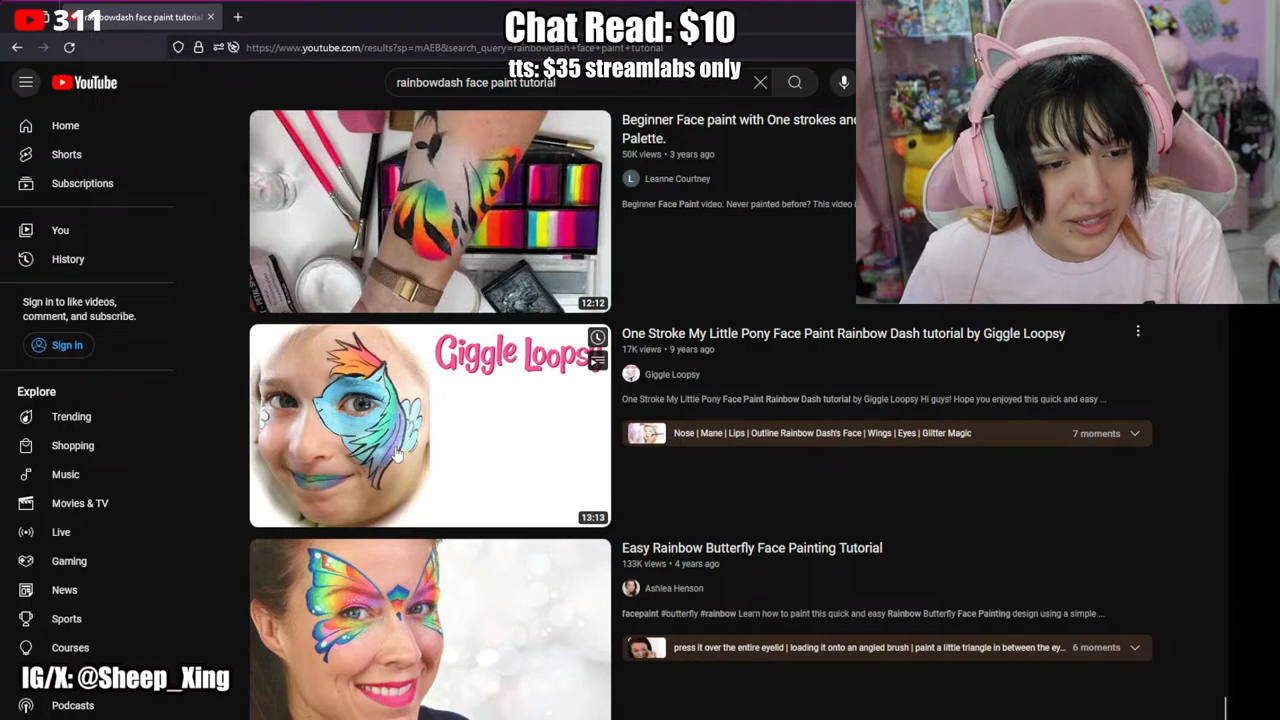 311
rainbowdash face paint tutorial
https://www.youtube.com/results?sp=mAEB&search_query=rainbowdash+face+paint+tutorial
Chat Read: $10
tts: $35 streamlabs only
YouTube
rainbowdash face paint tutorial
Home
Shorts
Subscriptions
You
History
Sign in to like videos,
comment, and subscribe.
Sign in
Explore
Trending
Shopping
Music
Movies & TV
Live
Gaming
News
Sports
Courses
Podcasts
IG/X: @Sheep_Xing
12:12
Beginner Face paint with One strokes and
Palette.
50K views • 3 years ago
L
Leanne Courtney
Beginner Face Paint video. Never painted before? This video i
Giggle Loopsy
13:13
One Stroke My Little Pony Face Paint Rainbow Dash tutorial by Giggle Loopsy
17K views • 9 years ago
Giggle Loopsy
One Stroke My Little Pony Face Paint Rainbow Dash tutorial by Giggle Loopsy Hi guys! Hope you enjoyed this quick and easy ...
Nose | Mane | Lips | Outline Rainbow Dash's Face | Wings | Eyes | Glitter Magic
7 moments
Easy Rainbow Butterfly Face Painting Tutorial
133K views • 4 years ago
Ashlea Henson
facepaint #butterfly #rainbow Learn how to paint this quick and easy Rainbow Butterfly Face Painting design using a simple ...
press it over the entire eyelid | loading it onto an angled brush | paint a little triangle in between the ey...
6 moments